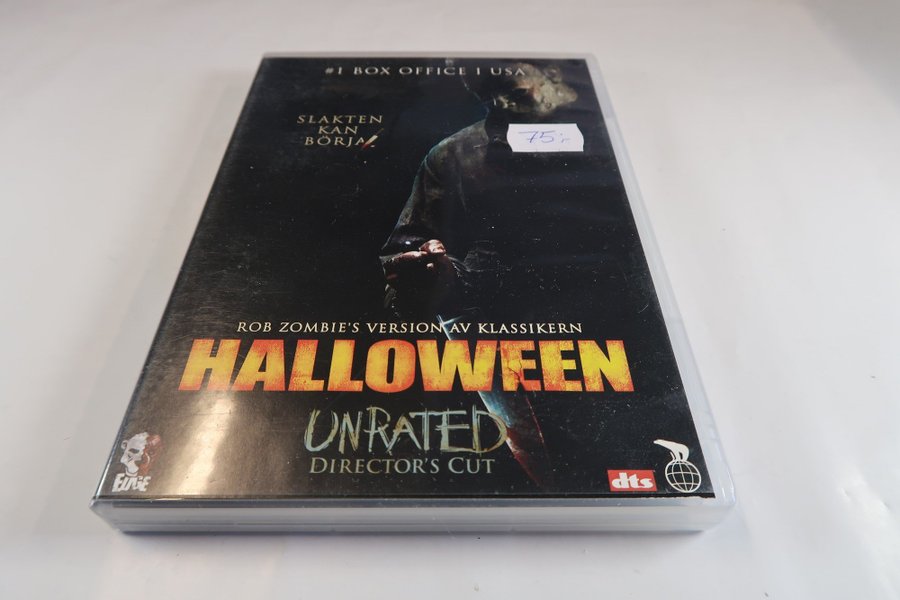 #1 BOX OFFICE I USA
SLAKTEN
KAN
BÖRJA!
75:-
ROB ZOMBIE'S VERSION AV KLASSIKERN
HALLOWEEN
UNRATED
DIRECTOR'S CUT
dts